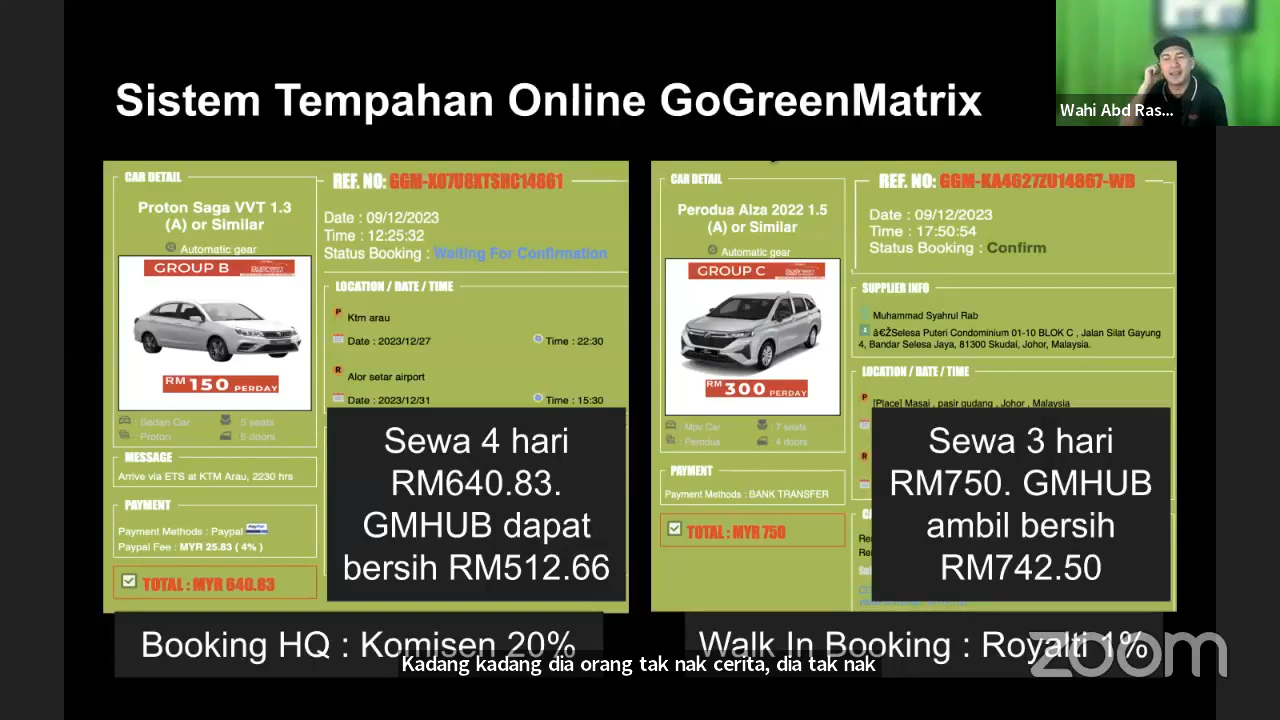 Wahi Abd Ras...
Sistem Tempahan Online GoGreenMatrix
CAR DETAIL
REF. NO: GGM-XO7U8XTSHC14861
Proton Saga VVT 1.3
(A) or Similar
Automatic gear
GROUP B
RM 150 PERDAY
Sedan Car
5 seats
Proton
5 doors
Date : 09/12/2023
Time : 12:25:32
Status Booking : Waiting For Confirmation
LOCATION / DATE / TIME
P
Ktm arau
Date : 2023/12/27
Time : 22:30
R
Alor setar airport
Date : 2023/12/31
Time : 15:30
MESSAGE
Arrive via ETS at KTM Arau, 2230 hrs
PAYMENT
Payment Methods : Paypal
PayPal
Paypal Fee : MYR 25.83 ( 4% )
TOTAL : MYR 640.83
Sewa 4 hari
RM640.83.
GMHUB dapat
bersih RM512.66
Booking HQ : Komisen 20%
CAR DETAIL
REF. NO: GGM-KA4627ZU14867-WB
Perodua Alza 2022 1.5
(A) or Similar
Automatic gear
GROUP C
RM 300 PERDAY
Mpv Car
7 seats
Perodua
4 doors
Date : 09/12/2023
Time : 17:50:54
Status Booking : Confirm
SUPPLIER INFO
Muhammad Syahrul Rab
â€ŽSelesa Puteri Condominium 01-10 BLOK C , Jalan Silat Gayung
4, Bandar Selesa Jaya, 81300 Skudai, Johor, Malaysia.
LOCATION / DATE / TIME
P
[Place] Masai , pasir gudang , Johor , Malaysia
R
PAYMENT
Payment Methods : BANK TRANSFER
TOTAL : MYR 750
Sewa 3 hari
RM750. GMHUB
ambil bersih
RM742.50
Walk In Booking : Royalti 1%
Kadang kadang dia orang tak nak cerita, dia tak nak
zoom